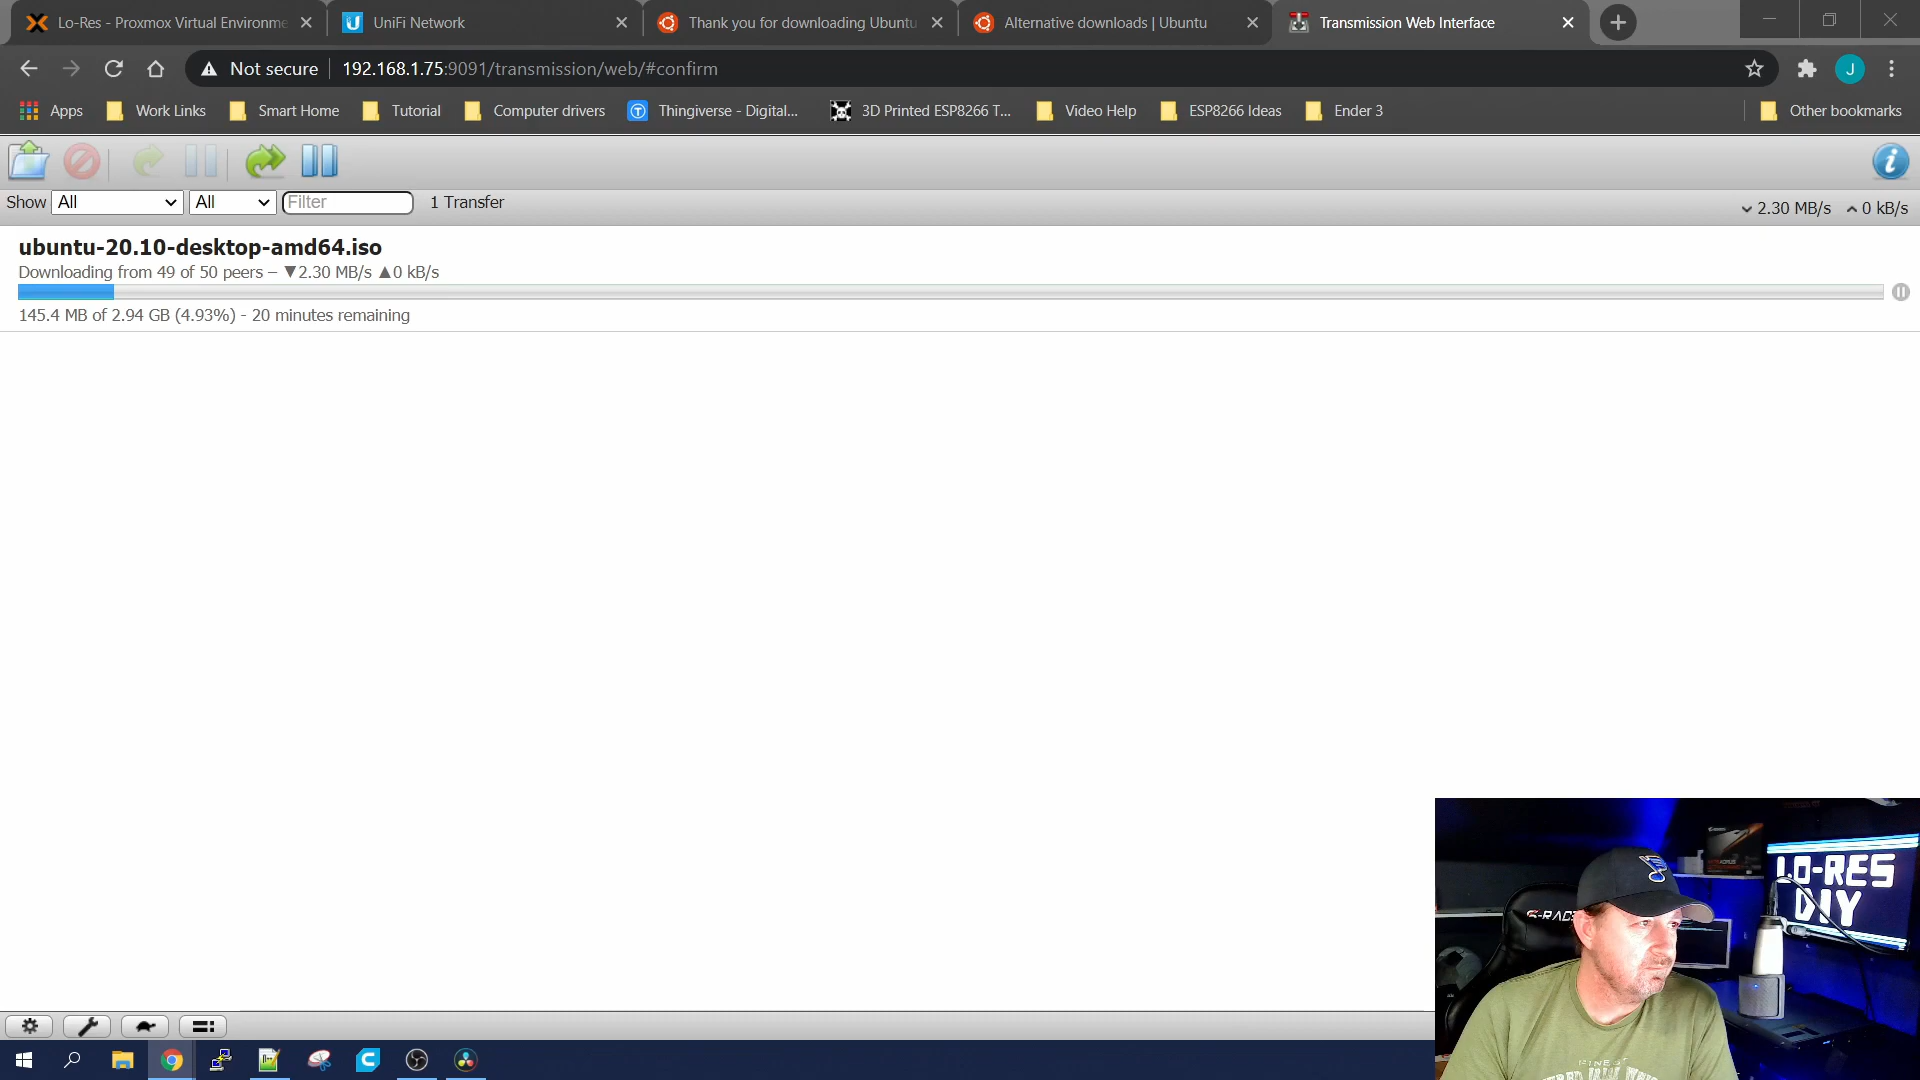 Lo-Res - Proxmox Virtual Environme
UniFi Network
Thank you for downloading Ubuntu
Alternative downloads | Ubuntu
Transmission Web Interface
Not secure
192.168.1.75:9091/transmission/web/#confirm
J
Apps
Work Links
Smart Home
Tutorial
Computer drivers
Thingiverse - Digital...
3D Printed ESP8266 T...
Video Help
ESP8266 Ideas
Ender 3
Other bookmarks
Show
All
All
Filter
1 Transfer
2.30 MB/s
0 kB/s
ubuntu-20.10-desktop-amd64.iso
Downloading from 49 of 50 peers – ▼2.30 MB/s ▲0 kB/s
145.4 MB of 2.94 GB (4.93%) - 20 minutes remaining
LO-RES
DIY